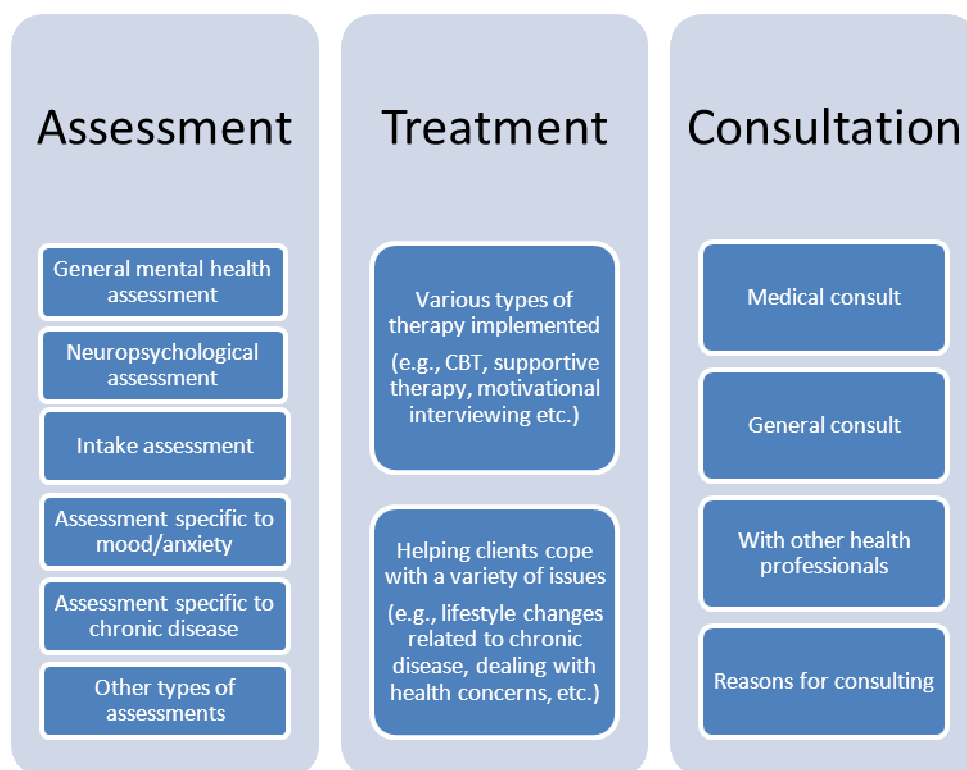 Assessment
General mental health
assessment
Neuropsychological
assessment
Intake assessment
Assessment specific to
mood/anxiety
Assessment specific to
chronic disease
Other types of
assessments
Treatment
Various types of
therapy implemented
(e.g., CBT, supportive
therapy, motivational
interviewing etc.)
Helping clients cope
with a variety of issues
(e.g., lifestyle changes
related to chronic
disease, dealing with
health concerns, etc.)
Consultation
Medical consult
General consult
With other health
professionals
Reasons for consulting